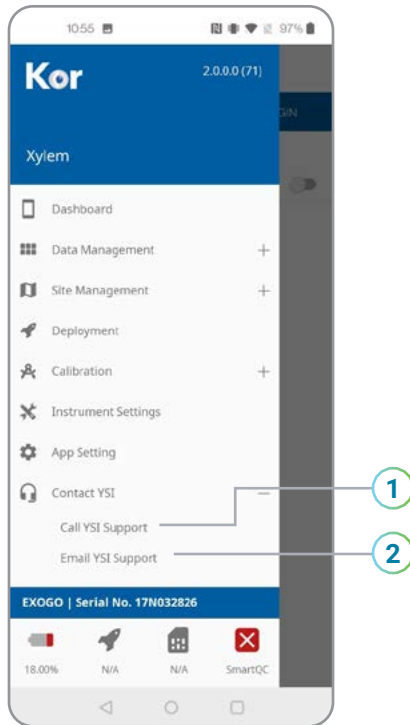 10:55 97%
Kor 2.0.0.0 (71)
GIN
Xylem
Dashboard
Data Management
Site Management
Deployment
Calibration
Instrument Settings
App Setting
Contact YSI
Call YSI Support 1
Email YSI Support 2
EXOGO | Serial No. 17N032826
18.00% N/A N/A SmartQC